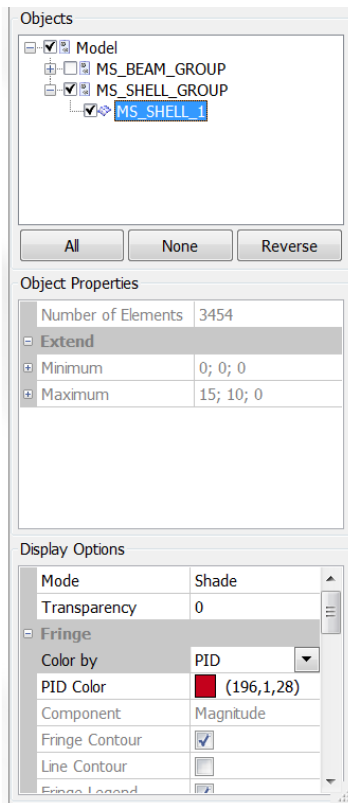 Objects
Model
MS_BEAM_GROUP
MS_SHELL_GROUP
MS_SHELL_1
All None Reverse
Object Properties
Number of Elements 3454
Extend
Minimum 0; 0; 0
Maximum 15; 10; 0
Display Options
Mode Shade
Transparency 0
Fringe
Color by PID
PID Color (196,1,28)
Component Magnitude
Fringe Contour
Line Contour
Fringe Legend